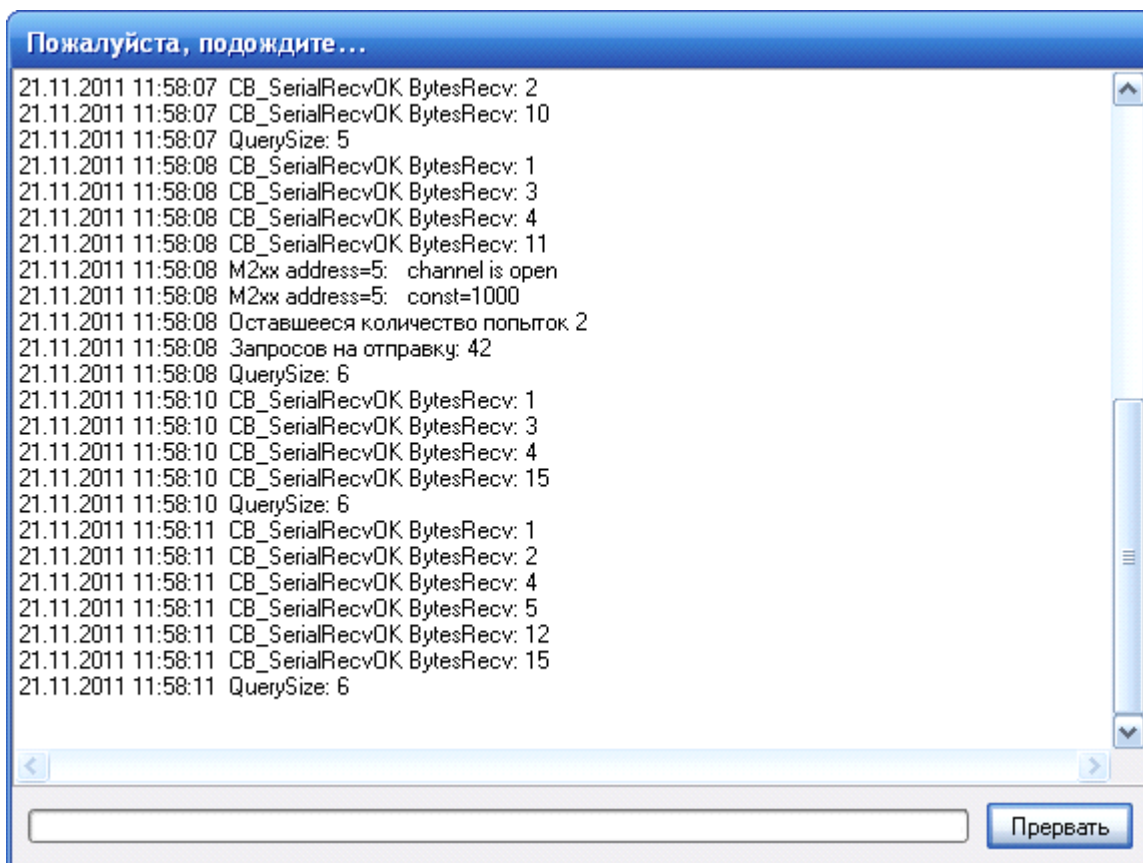 Пожалуйста, подождите...
21.11.2011 11:58:07 CB_SerialRecvOK BytesRecv: 2
21.11.2011 11:58:07 CB_SerialRecvOK BytesRecv: 10
21.11.2011 11:58:07 QuerySize: 5
21.11.2011 11:58:08 CB_SerialRecvOK BytesRecv: 1
21.11.2011 11:58:08 CB_SerialRecvOK BytesRecv: 3
21.11.2011 11:58:08 CB_SerialRecvOK BytesRecv: 4
21.11.2011 11:58:08 CB_SerialRecvOK BytesRecv: 11
21.11.2011 11:58:08 M2xx address=5: channel is open
21.11.2011 11:58:08 M2xx address=5: const=1000
21.11.2011 11:58:08 Оставшееся количество попыток 2
21.11.2011 11:58:08 Запросов на отправку: 42
21.11.2011 11:58:08 QuerySize: 6
21.11.2011 11:58:10 CB_SerialRecvOK BytesRecv: 1
21.11.2011 11:58:10 CB_SerialRecvOK BytesRecv: 3
21.11.2011 11:58:10 CB_SerialRecvOK BytesRecv: 4
21.11.2011 11:58:10 CB_SerialRecvOK BytesRecv: 15
21.11.2011 11:58:10 QuerySize: 6
21.11.2011 11:58:11 CB_SerialRecvOK BytesRecv: 1
21.11.2011 11:58:11 CB_SerialRecvOK BytesRecv: 2
21.11.2011 11:58:11 CB_SerialRecvOK BytesRecv: 4
21.11.2011 11:58:11 CB_SerialRecvOK BytesRecv: 5
21.11.2011 11:58:11 CB_SerialRecvOK BytesRecv: 12
21.11.2011 11:58:11 CB_SerialRecvOK BytesRecv: 15
21.11.2011 11:58:11 QuerySize: 6
Прервать